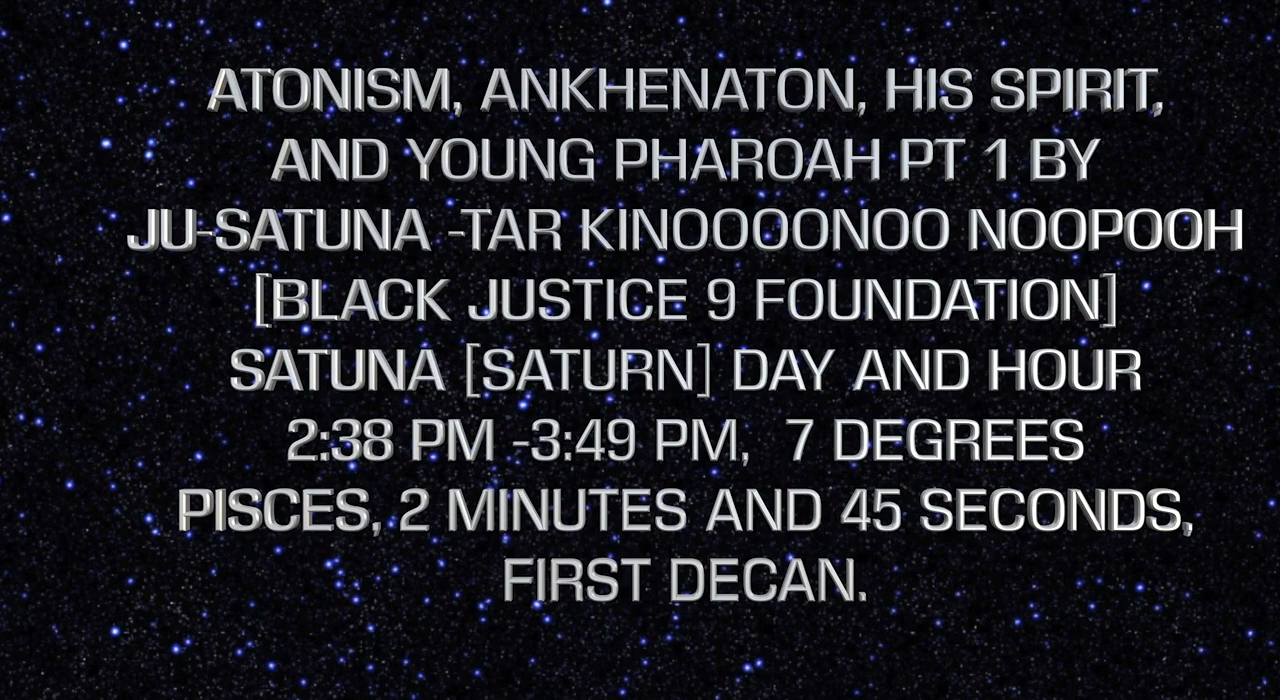 ATONISM, ANKHENATON, HIS SPIRIT,
AND YOUNG PHAROAH PT 1 BY
JU-SATUNA -TAR KINOOOONOO NOOPOOH
[BLACK JUSTICE 9 FOUNDATION]
SATUNA [SATURN] DAY AND HOUR
2:38 PM -3:49 PM,  7 DEGREES
PISCES, 2 MINUTES AND 45 SECONDS,
FIRST DECAN.